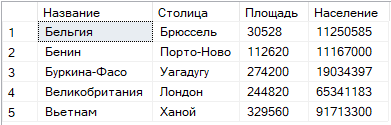 Название Столица Площадь Население
1 Бельгия Брюссель 30528 11250585
2 Бенин Порто-Ново 112620 11167000
3 Буркина-Фасо Уагадугу 274200 19034397
4 Великобритания Лондон 244820 65341183
5 Вьетнам Ханой 329560 91713300